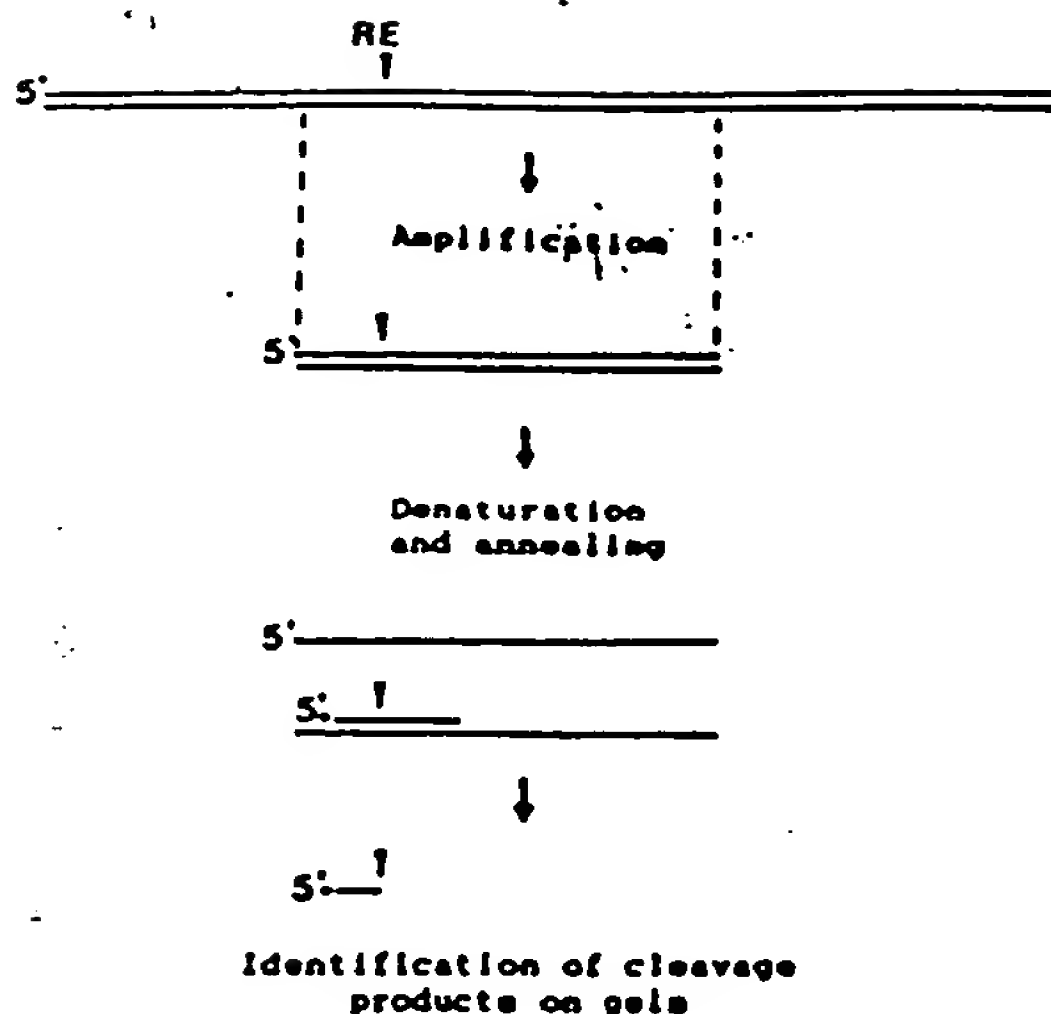 RE
5'
Amplification
5'
Denaturation
and annealing
5'
5'
5'
Identification of cleavage
products on gels